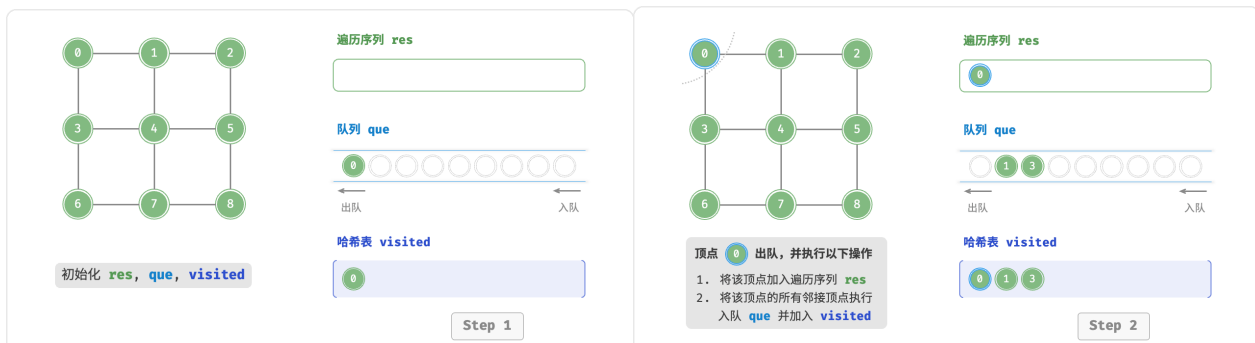 0 1 2
3 4 5
6 7 8
初始化 res, que, visited
遍历序列 res
队列 que
0
出队
入队
哈希表 visited
0
Step 1
0 1 2
3 4 5
6 7 8
顶点 0 出队，并执行以下操作
1. 将该顶点加入遍历序列 res
2. 将该顶点的所有邻接顶点执行
入队 que 并加入 visited
遍历序列 res
0
队列 que
1 3
出队
入队
哈希表 visited
0 1 3
Step 2